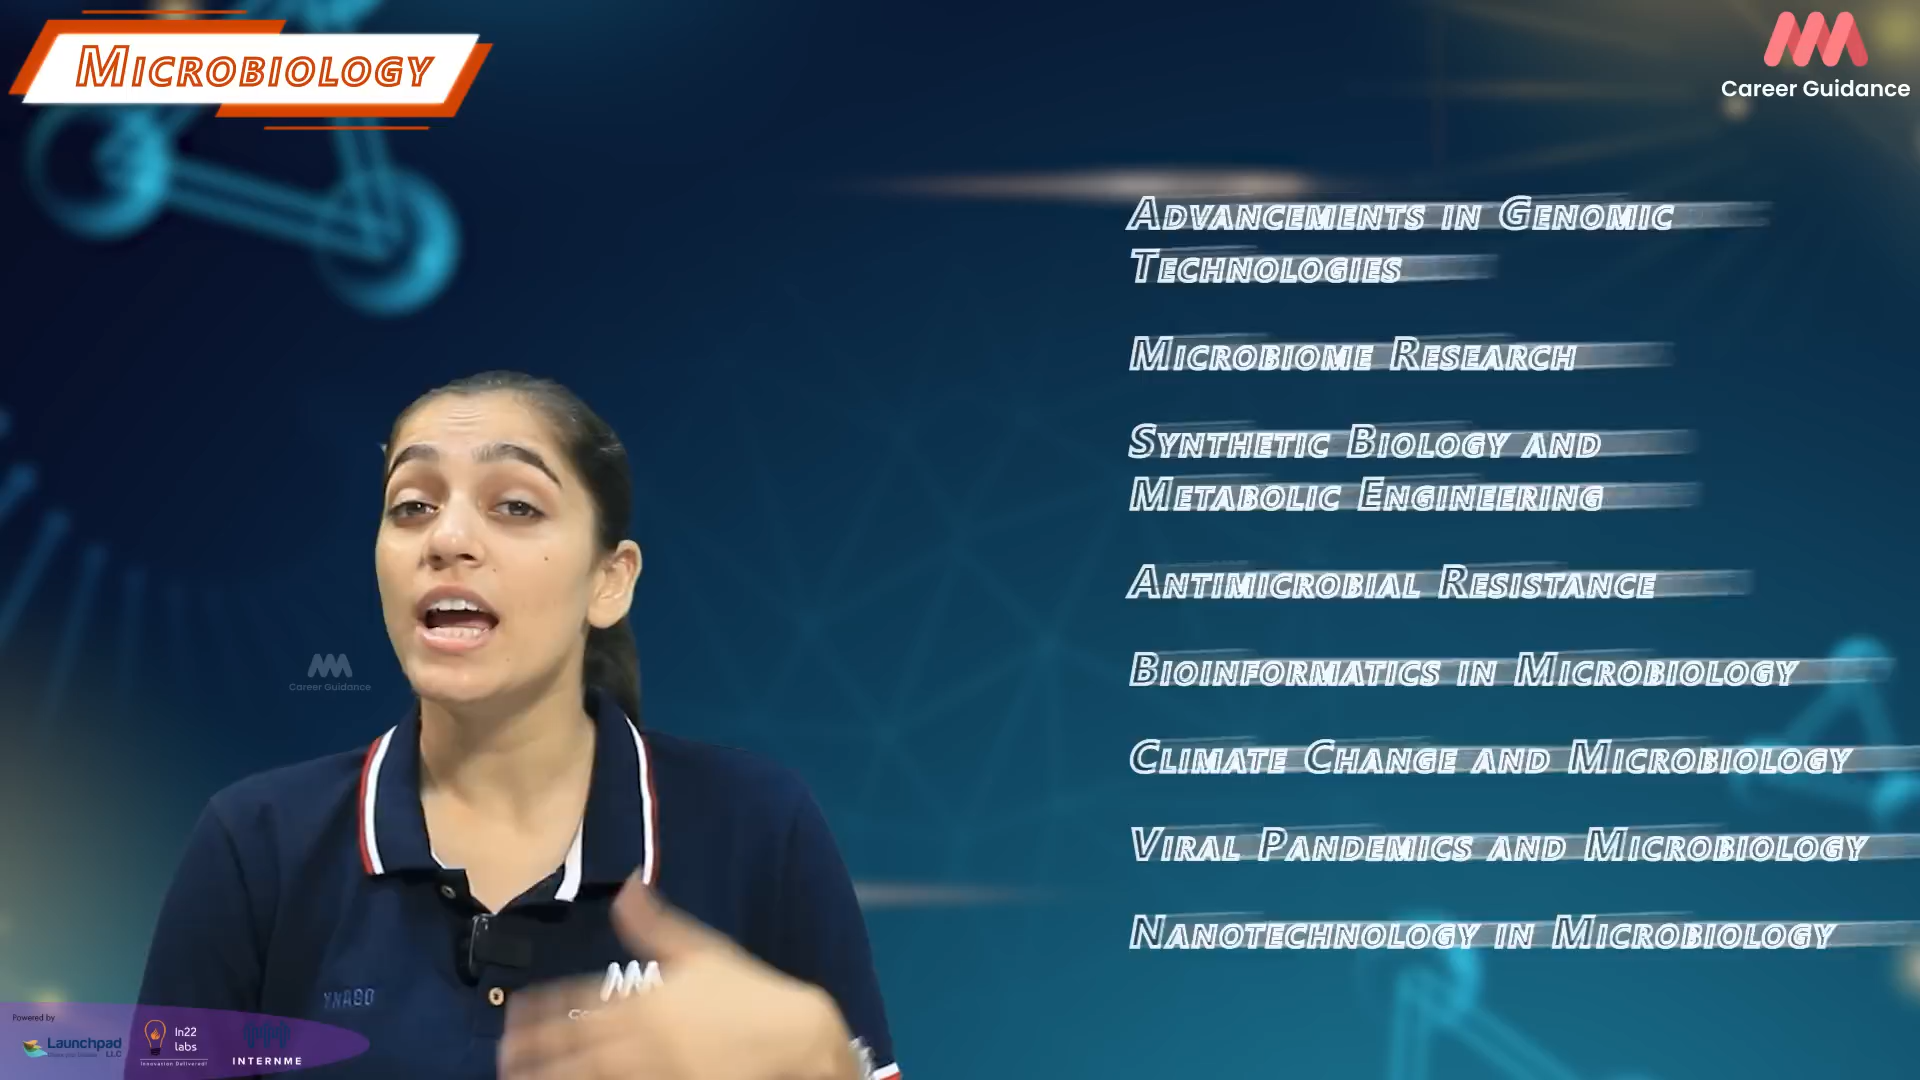 MICROBIOLOGY
Career Guidance
ADVANCEMENTS IN GENOMIC
TECHNOLOGIES
MICROBIOME RESEARCH
SYNTHETIC BIOLOGY AND
METABOLIC ENGINEERING
ANTIMICROBIAL RESISTANCE
BIOINFORMATICS IN MICROBIOLOGY
CLIMATE CHANGE AND MICROBIOLOGY
VIRAL PANDEMICS AND MICROBIOLOGY
NANOTECHNOLOGY IN MICROBIOLOGY
Career Guidance
Powered by
Launchpad
LLC
In22
labs
Innovation Delivered!
INTERNME